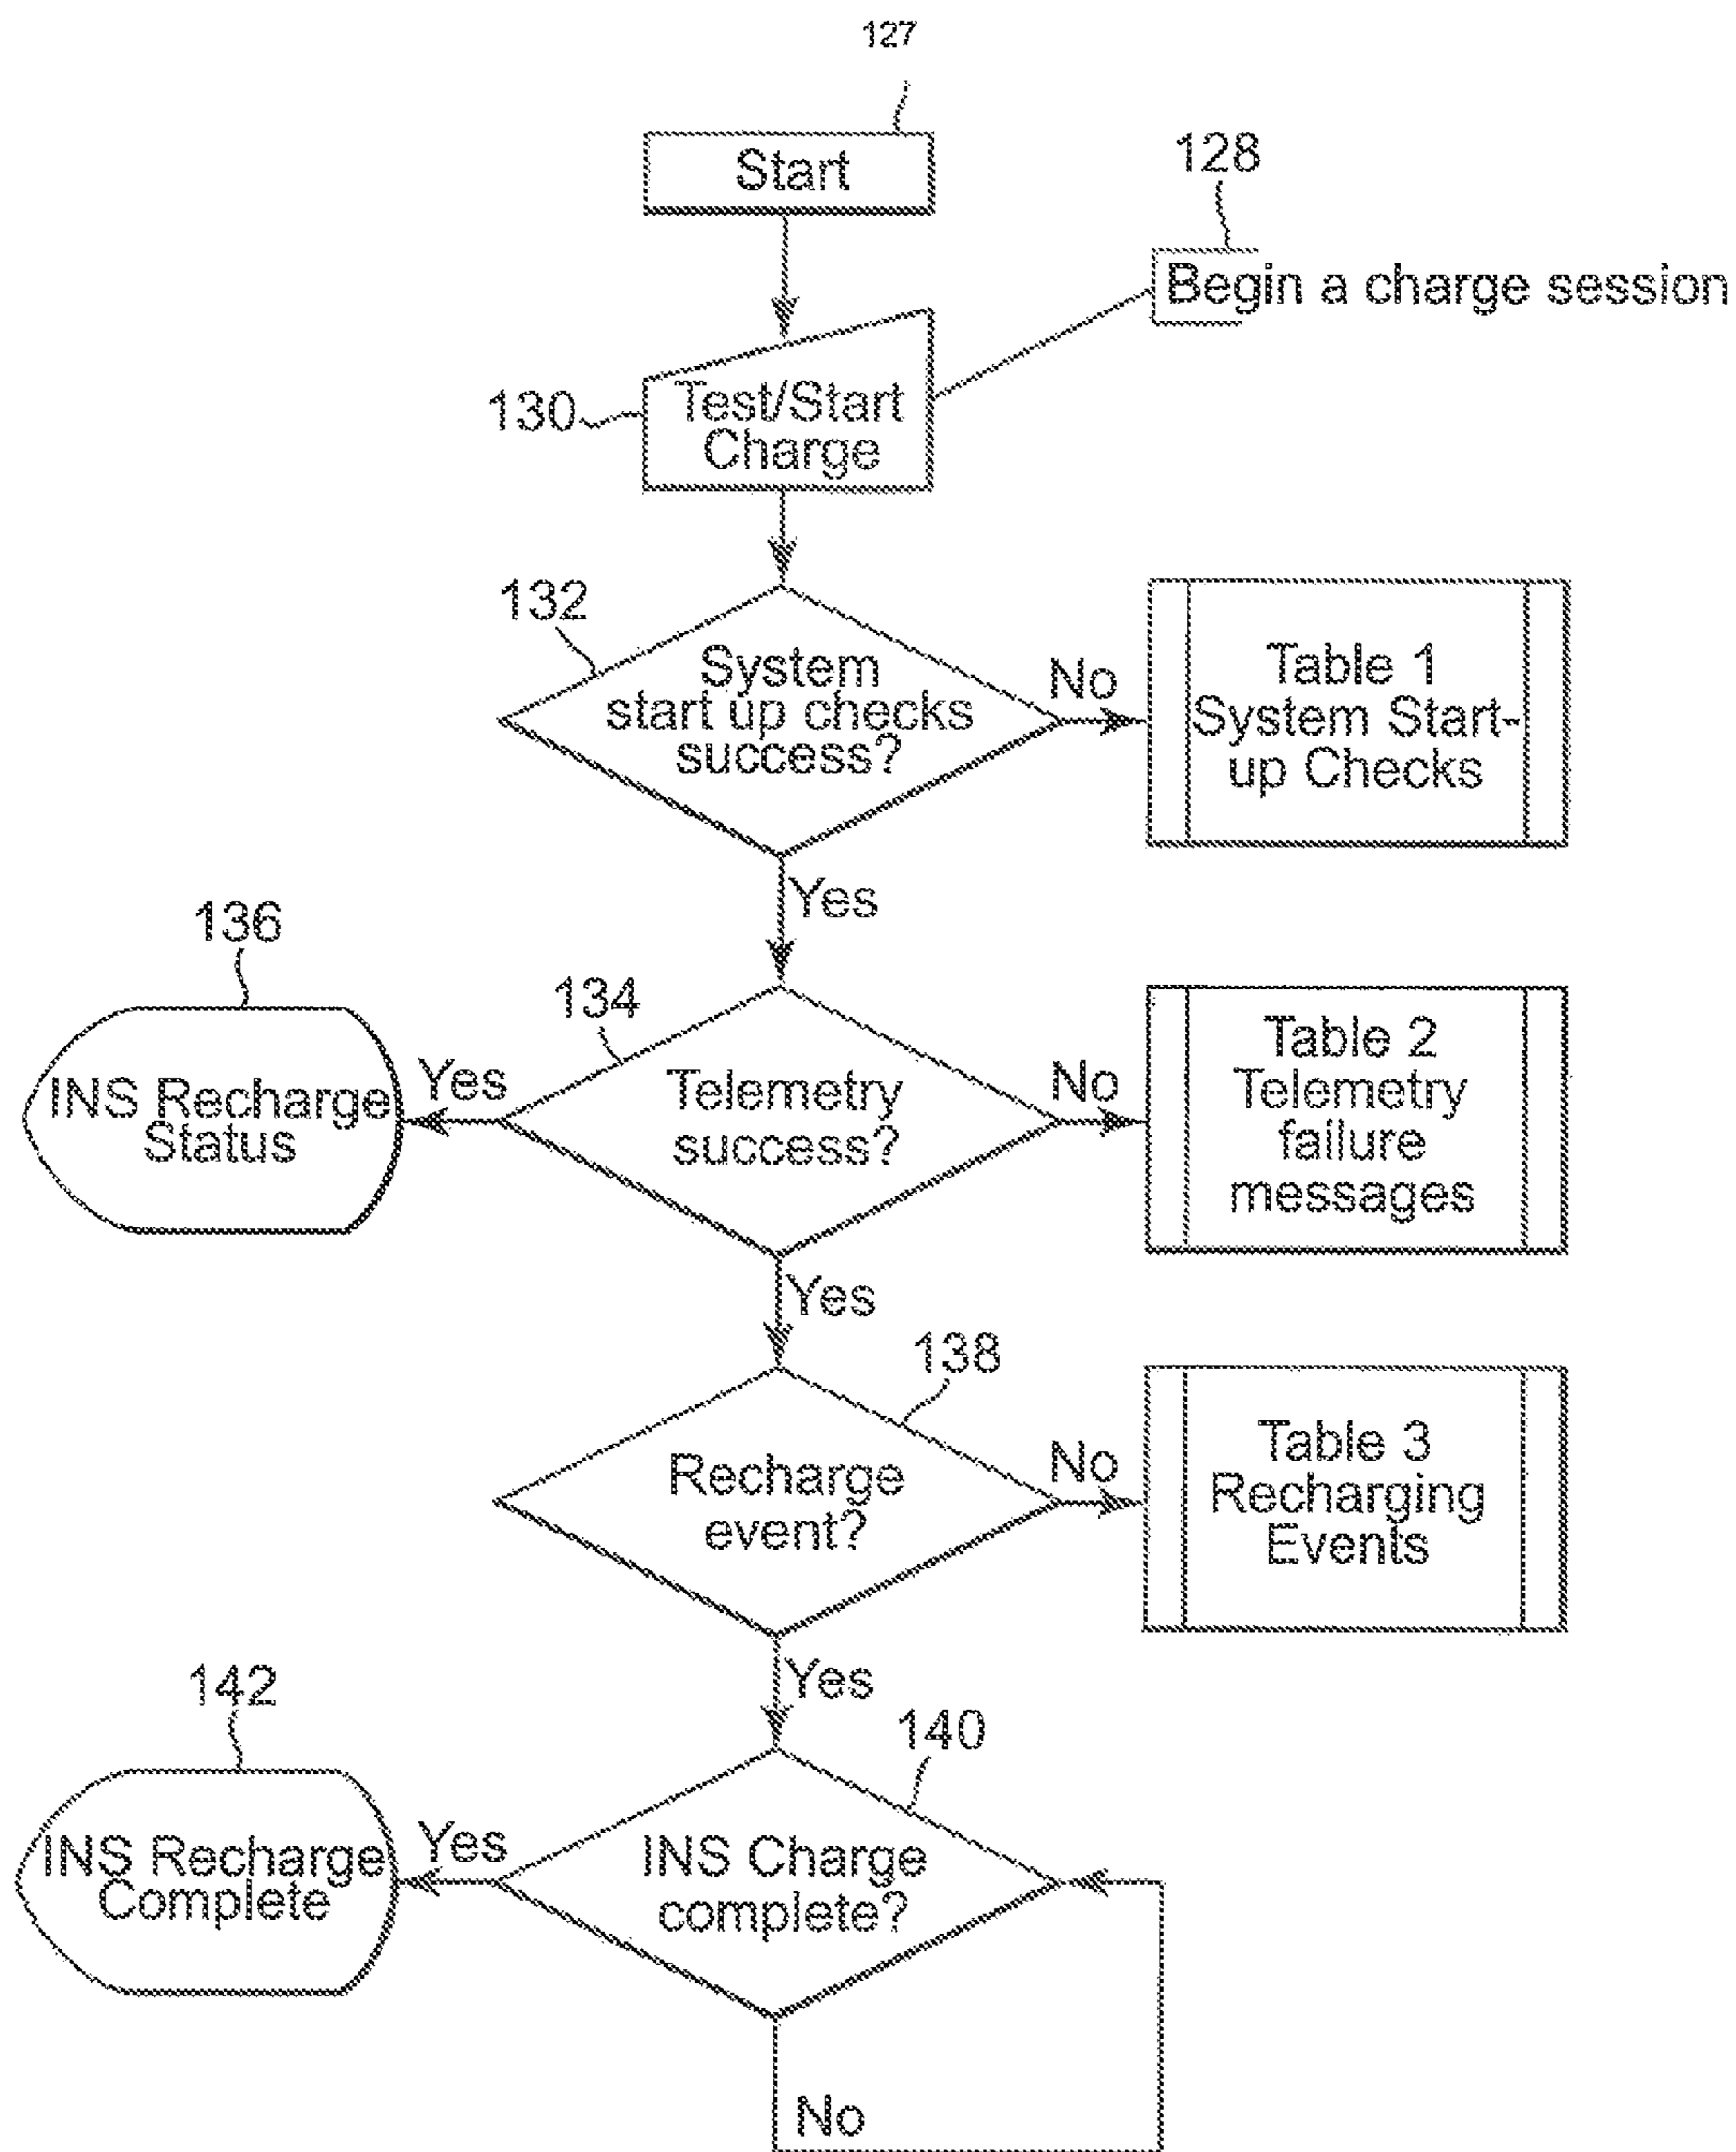 127
Start
128
Begin a charge session
130
Test/Start
Charge
132
System
start up checks
success?
No
Table 1
System Start-
up Checks
Yes
136
134
INS Recharge
Status
Yes
Telemetry
success?
No
Table 2
Telemetry
failure
messages
Yes
138
Recharge
event?
No
Table 3
Recharging
Events
Yes
142
140
INS Recharge
Complete
Yes
INS Charge
complete?
No